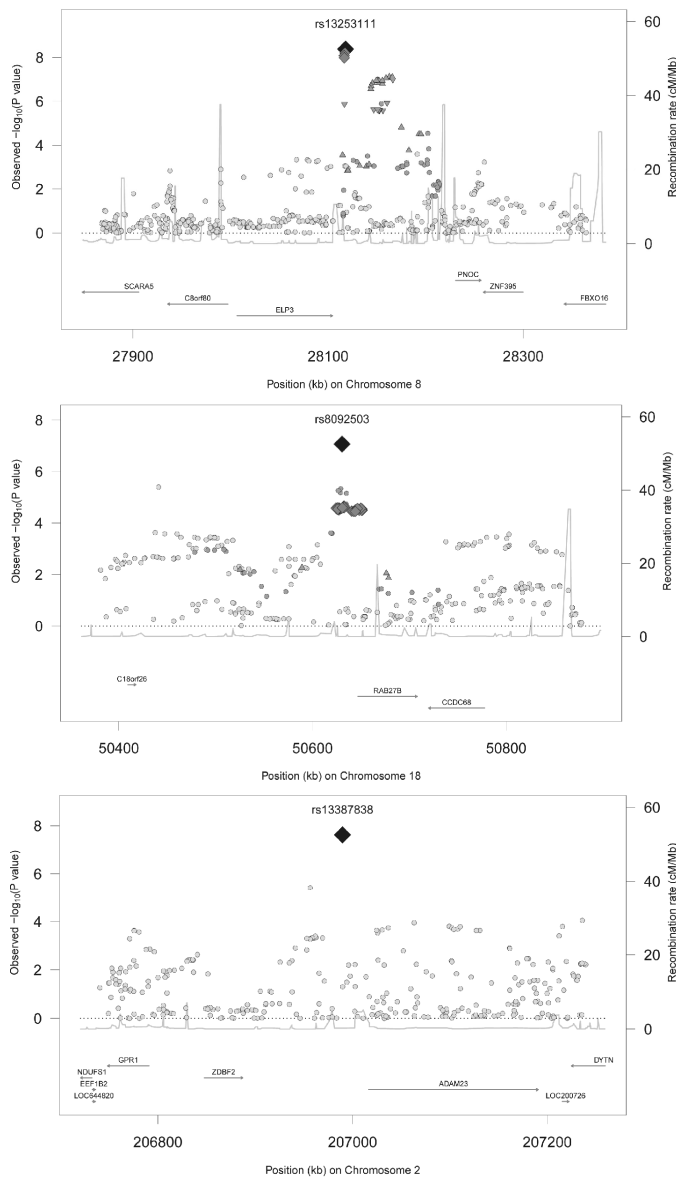 rs13253111
8
6
4
2
0
Observed −log10(P value)
60
40
20
0
Recombination rate (cM/Mb)
PNOC
SCARA5
ZNF395
C8orf80
FBXO16
ELP3
27900
28100
28300
Position (kb) on Chromosome 8
rs8092503
8
6
4
2
0
Observed −log10(P value)
60
40
20
0
Recombination rate (cM/Mb)
C18orf26
RAB27B
CCDC68
50400
50600
50800
Position (kb) on Chromosome 18
rs13387838
8
6
4
2
0
Observed −log10(P value)
60
40
20
0
Recombination rate (cM/Mb)
GPR1
DYTN
NDUFS1
ZDBF2
EEF1B2
ADAM23
LOC644820
LOC200726
206800
207000
207200
Position (kb) on Chromosome 2